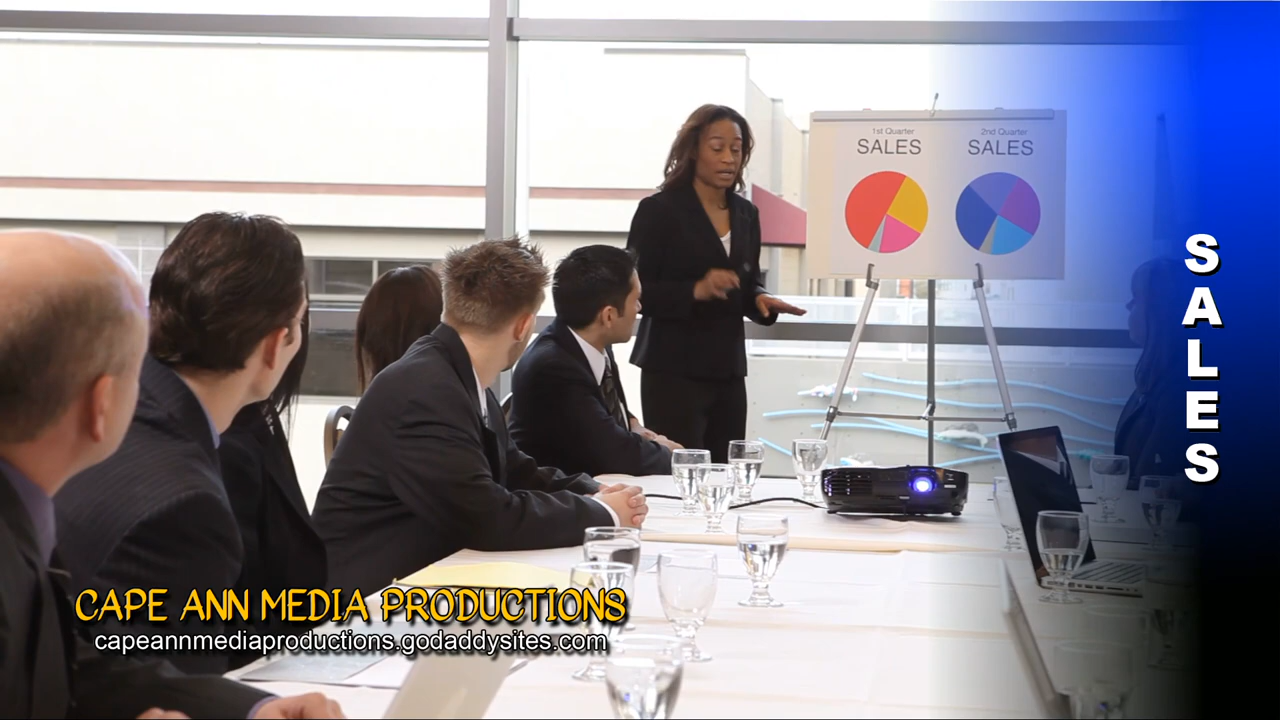 1st Quarter
SALES
2nd Quarter
SALES
SALES
CAPE ANN MEDIA PRODUCTIONS
capeannmediaproductions.godaddysites.com